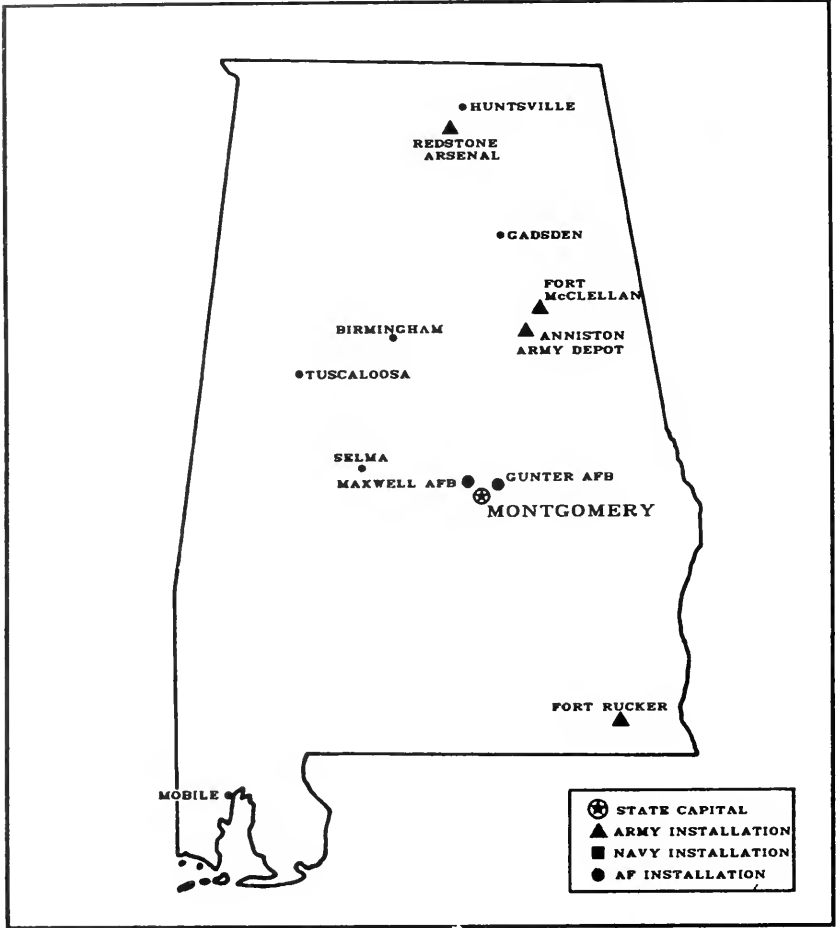 HUNTSVILLE
REDSTONE
ARSENAL
GADSDEN
FORT
McCLELLAN
BIRMINGHAM
ANNISTON
ARMY DEPOT
TUSCALOOSA
SELMA
MAXWELL AFB
GUNTER AFB
MONTGOMERY
FORT RUCKER
MOBILE
STATE CAPITAL
ARMY INSTALLATION
NAVY INSTALLATION
AF INSTALLATION